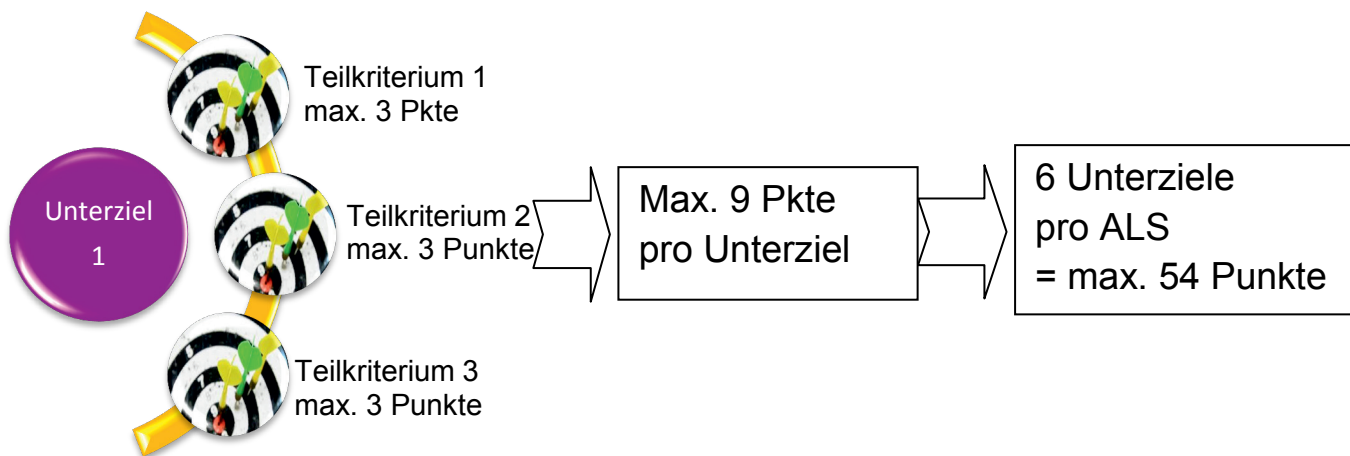 Unterziel
1
Teilkriterium 1
max. 3 Pkte
Teilkriterium 2
max. 3 Punkte
Teilkriterium 3
max. 3 Punkte
Max. 9 Pkte
pro Unterziel
6 Unterziele
pro ALS
= max. 54 Punkte